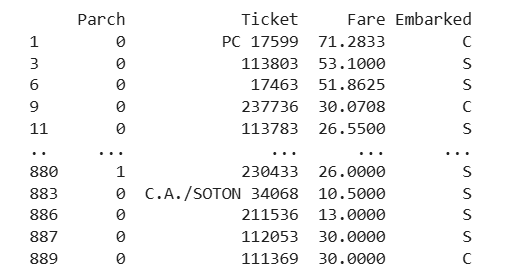 Parch Ticket Fare Embarked
1 0 PC 17599 71.2833 C
3 0 113803 53.1000 S
6 0 17463 51.8625 S
9 0 237736 30.0708 C
11 0 113783 26.5500 S
.. ... ... ... ...
880 1 230433 26.0000 S
883 0 C.A./SOTON 34068 10.5000 S
886 0 211536 13.0000 S
887 0 112053 30.0000 S
889 0 111369 30.0000 C